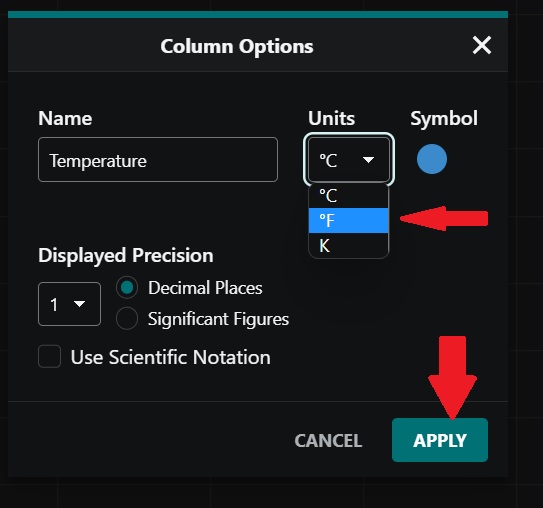 Column Options
Name
Units
Symbol
Temperature
°C
°C
°F
K
Displayed Precision
1
Decimal Places
Significant Figures
Use Scientific Notation
CANCEL
APPLY